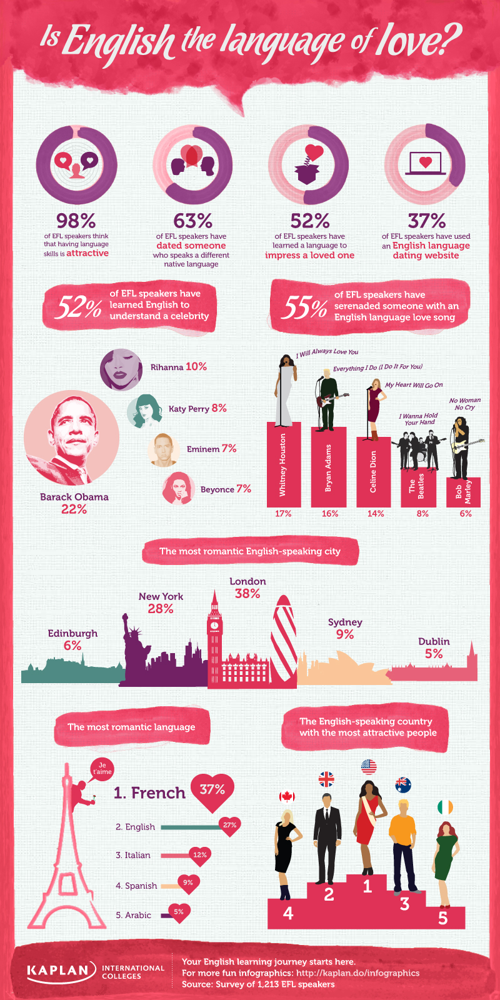 Is English the language of love?
98%
of EFL speakers think
that having language
skills is attractive
63%
of EFL speakers have
dated someone
who speaks a different
native language
52%
of EFL speakers have
learned a language to
impress a loved one
37%
of EFL speakers have used
an English language
dating website
52%
of EFL speakers have
learned English to
understand a celebrity
Rihanna 10%
Katy Perry 8%
Eminem 7%
Beyonce 7%
Barack Obama
22%
55%
of EFL speakers have
serenaded someone with an
English language love song
I Will Always Love You
Everything I Do (I Do It For You)
My Heart Will Go On
I Wanna Hold
Your Hand
No Woman
No Cry
Whitney Houston
Bryan Adams
Celine Dion
The
Beatles
Bob
Marley
17%
16%
14%
8%
6%
The most romantic English-speaking city
Edinburgh
6%
New York
28%
London
38%
Sydney
9%
Dublin
5%
The most romantic language
Je
t'aime
1. French 37%
2. English 27%
3. Italian 12%
4. Spanish 9%
5. Arabic 5%
The English-speaking country
with the most attractive people
4
2
1
3
5
KAPLAN
INTERNATIONAL
COLLEGES
Your English learning journey starts here.
For more fun infographics: http://kaplan.do/infographics
Source: Survey of 1,213 EFL speakers